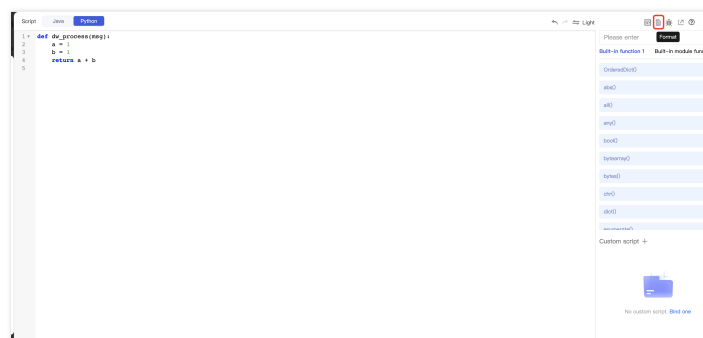 Script Java Python Light
Format
Please enter
Built-in function 1 Built-in module func
1 def dw_process(msg):
2 a = 1
3 b = 1
4 return a + b
5
OrderedDict()
abs()
all()
any()
bool()
bytearray()
bytes()
chr()
dict()
enumerate()
Custom script +
No custom script. Bind one